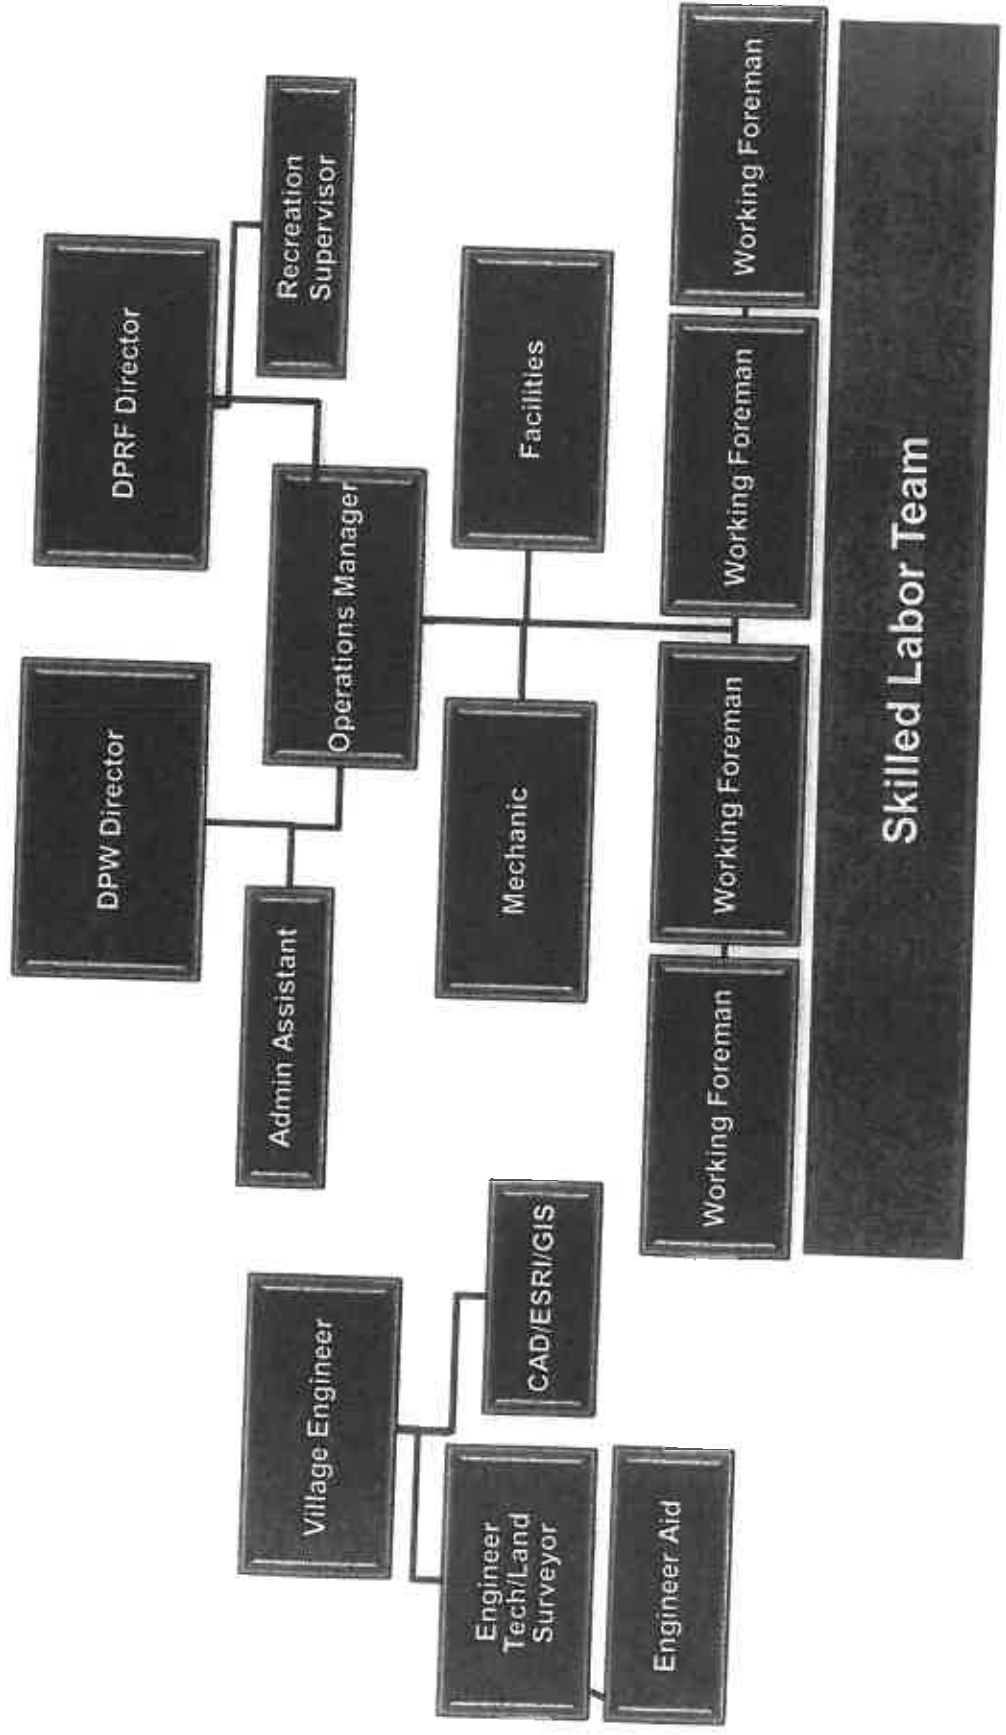 DPW Director
DPRF Director
Village Engineer
Admin Assistant
Operations Manager
Recreation
Supervisor
Engineer
Tech/Land
Surveyor
CAD/ESRI/GIS
Mechanic
Facilities
Engineer Aid
Working Foreman
Working Foreman
Working Foreman
Working Foreman
Skilled Labor Team